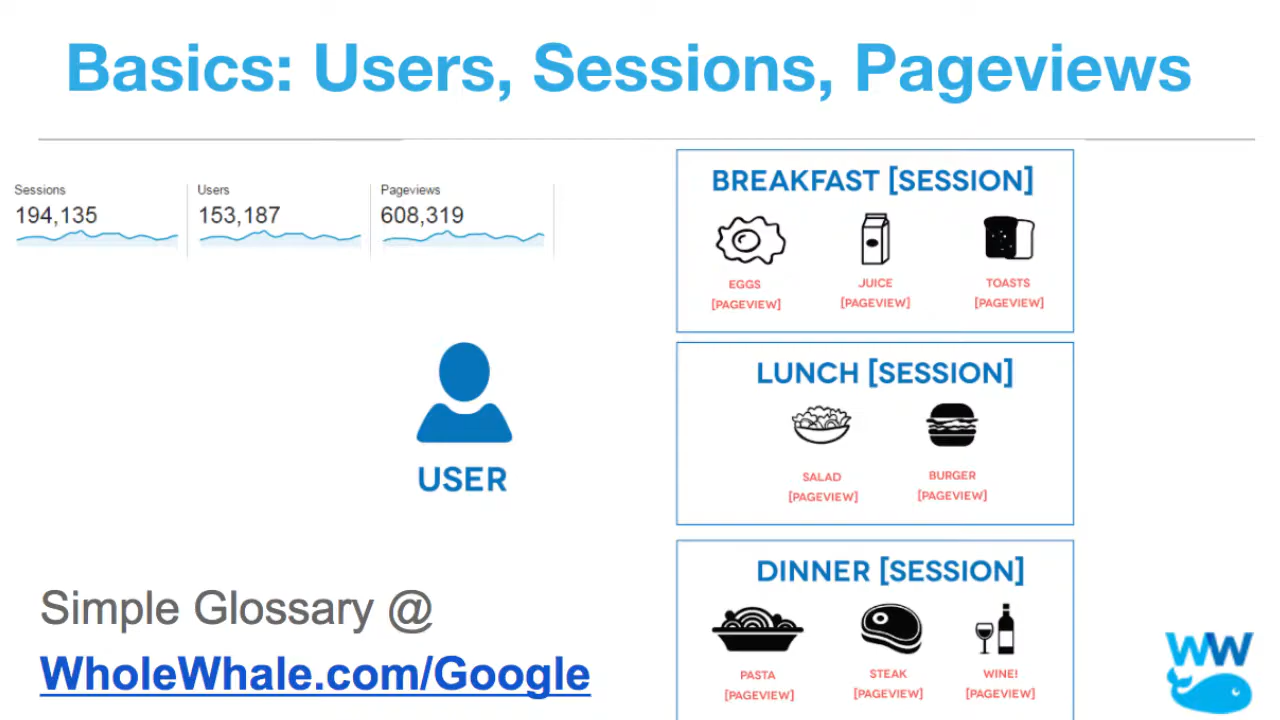 Basics: Users, Sessions, Pageviews
Sessions
194,135
Users
153,187
Pageviews
608,319
USER
Simple Glossary @
WholeWhale.com/Google
BREAKFAST [SESSION]
EGGS
[PAGEVIEW]
JUICE
[PAGEVIEW]
TOASTS
[PAGEVIEW]
LUNCH [SESSION]
SALAD
[PAGEVIEW]
BURGER
[PAGEVIEW]
DINNER [SESSION]
PASTA
[PAGEVIEW]
STEAK
[PAGEVIEW]
WINE!
[PAGEVIEW]
WW